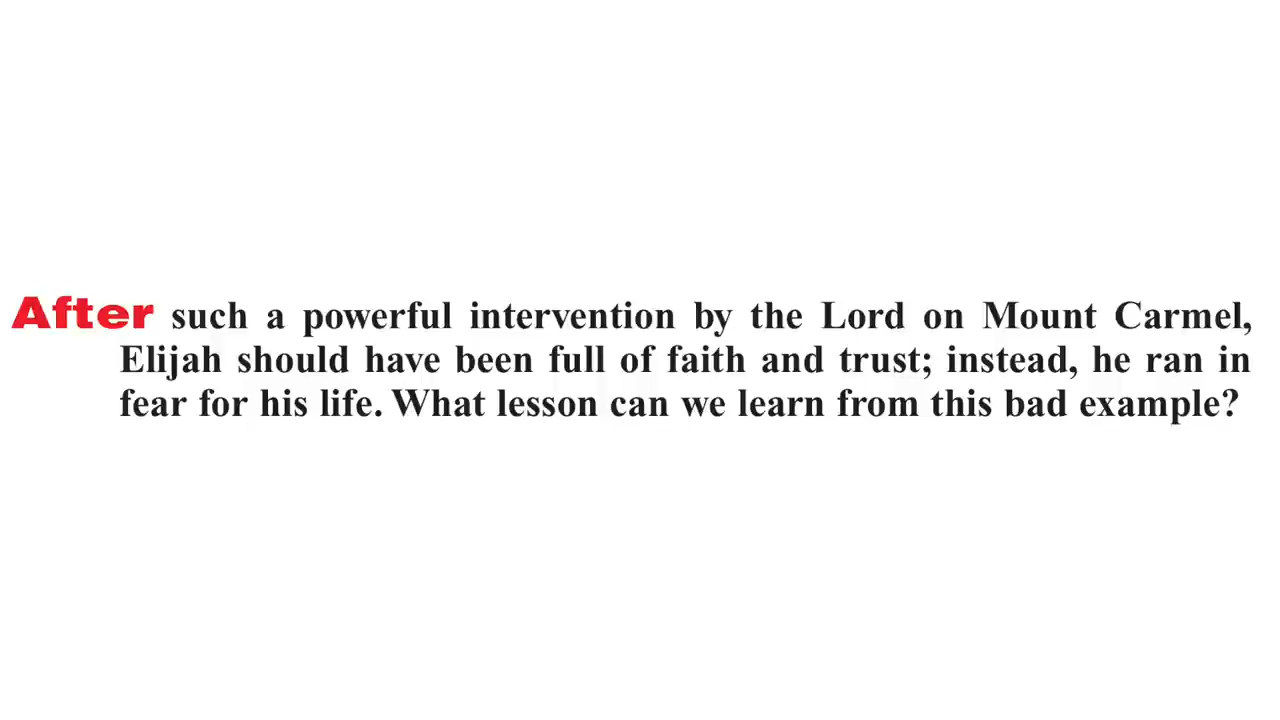 After such a powerful intervention by the Lord on Mount Carmel,
Elijah should have been full of faith and trust; instead, he ran in
fear for his life. What lesson can we learn from this bad example?